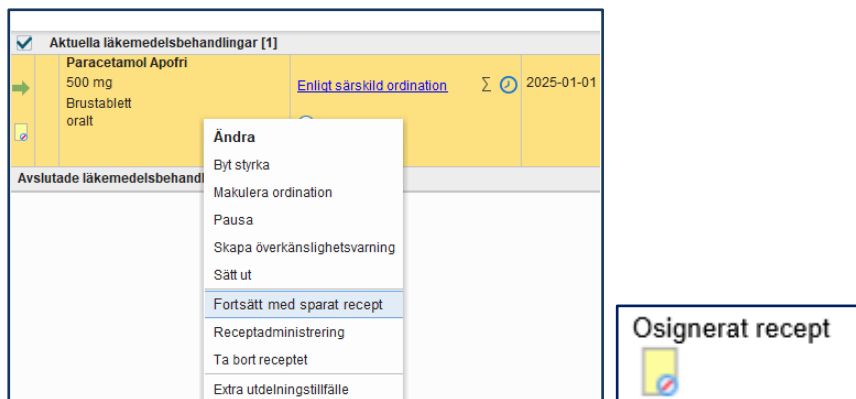 Aktuella läkemedelsbehandlingar [1]
Paracetamol Apofri
500 mg
Enligt särskild ordination Σ 2025-01-01
Brustablett
oralt
Ändra
Byt styrka
Avslutade läkemedelsbehandl
Makulera ordination
Pausa
Skapa överkänslighetsvarning
Sätt ut
Fortsätt med sparat recept
Receptadministrering
Ta bort receptet
Extra utdelningstillfälle
Osignerat recept